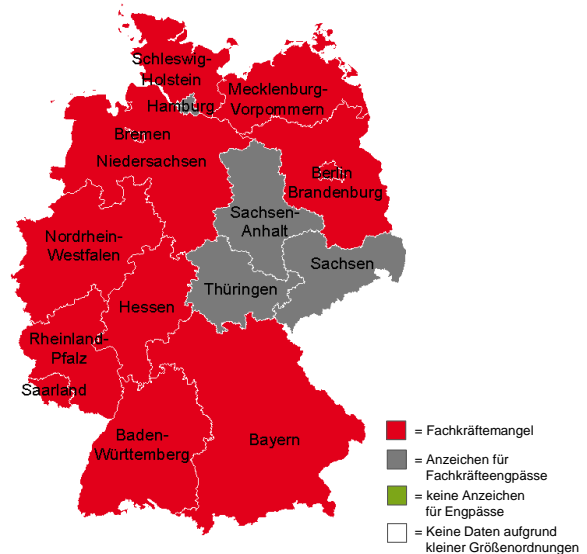 Schleswig-
Holstein
Mecklenburg-
Vorpommern
Hamburg
Bremen
Niedersachsen
Berlin
Brandenburg
Sachsen-
Anhalt
Nordrhein-
Westfalen
Sachsen
Thüringen
Hessen
Rheinland-
Pfalz
Saarland
Baden-
Württemberg
Bayern
= Fachkräftemangel
= Anzeichen für
Fachkräfteengpässe
= keine Anzeichen
für Engpässe
= Keine Daten aufgrund
kleiner Größenordnungen